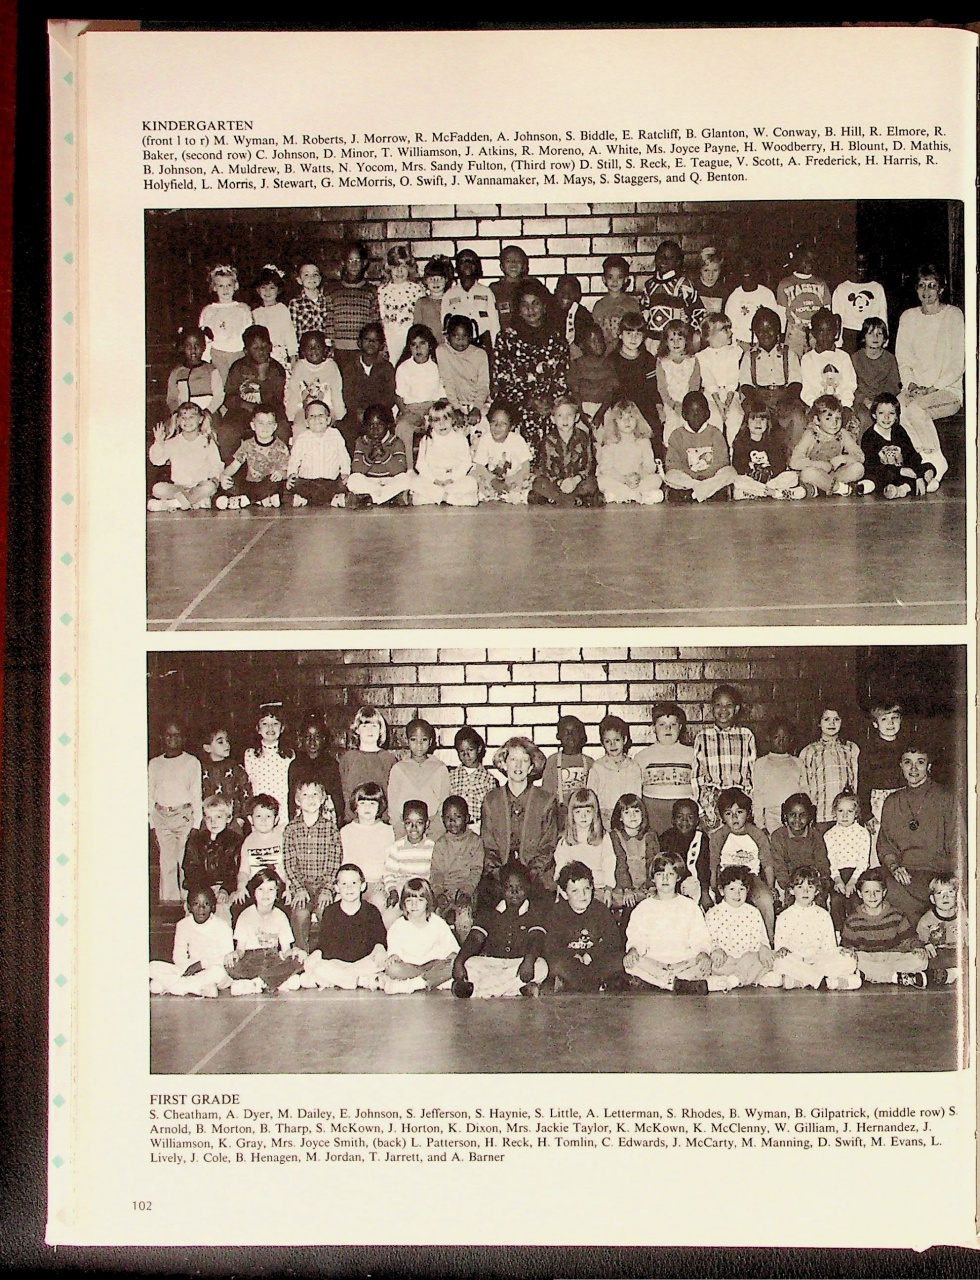 KINDERGARTEN
(front l to r) M. Wyman, M. Roberts, J. Morrow, R. McFadden, A. Johnson, S. Biddle, E. Ratcliff, B. Glanton, W. Conway, B. Hill, R. Elmore, R.
Baker, (second row) C. Johnson, D. Minor, T. Williamson, J. Atkins, R. Moreno, A. White, Ms. Joyce Payne, H. Woodberry, H. Blount, D. Mathis,
B. Johnson, A. Muldrew, B. Watts, N. Yocom, Mrs. Sandy Fulton, (Third row) D. Still, S. Reck, E. Teague, V. Scott, A. Frederick, H. Harris, R.
Holyfield, L. Morris, J. Stewart, G. McMorris, O. Swift, J. Wannamaker, M. Mays, S. Staggers, and Q. Benton.
FIRST GRADE
S. Cheatham, A. Dyer, M. Dailey, E. Johnson, S. Jefferson, S. Haynie, S. Little, A. Letterman, S. Rhodes, B. Wyman, B. Gilpatrick, (middle row) S.
Arnold, B. Morton, B. Tharp, S. McKown, J. Horton, K. Dixon, Mrs. Jackie Taylor, K. McKown, K. McClenny, W. Gilliam, J. Hernandez, J.
Williamson, K. Gray, Mrs. Joyce Smith, (back) L. Patterson, H. Reck, H. Tomlin, C. Edwards, J. McCarty, M. Manning, D. Swift, M. Evans, L.
Lively, J. Cole, B. Henagen, M. Jordan, T. Jarrett, and A. Barner
102